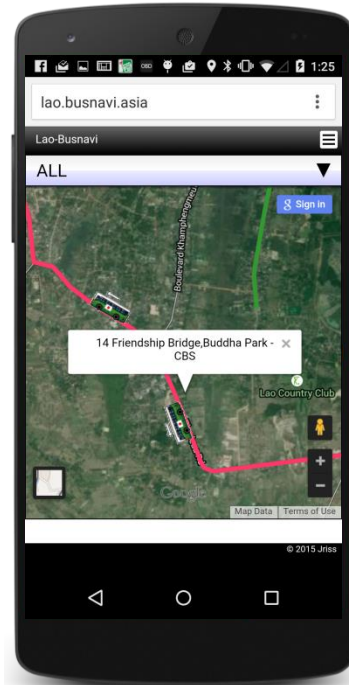 1:25
lao.busnavi.asia
Lao-Busnavi
ALL
Sign in
Boulevard Khamphengmeu
14 Friendship Bridge,Buddha Park -
CBS
Lao Country Club
Google
Map Data
Terms of Use
© 2015 Jriss